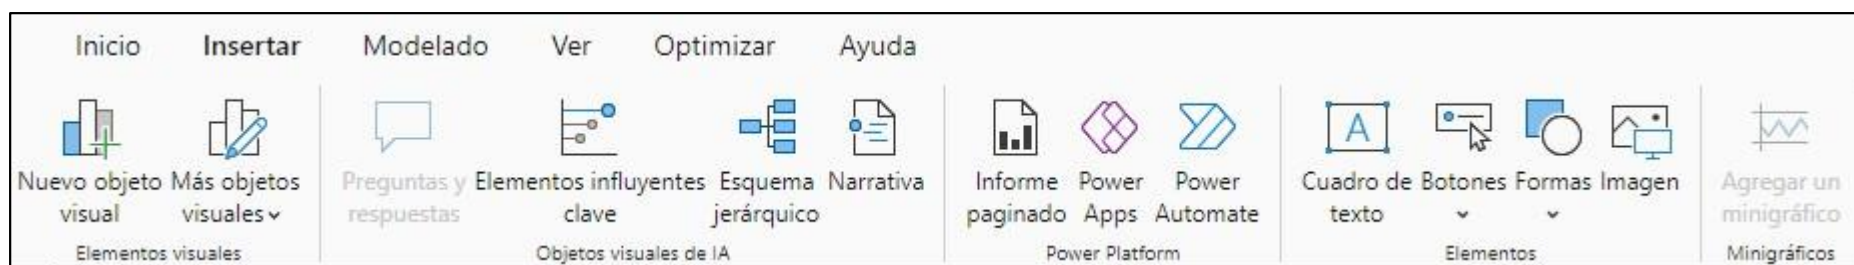 Inicio Insertar Modelado Ver Optimizar Ayuda
A
Nuevo objeto visual
Más objetos visuales
Preguntas y respuestas
Elementos influyentes clave
Esquema jerárquico
Narrativa
Informe paginado
Power Apps
Power Automate
Cuadro de texto
Botones
Formas
Imagen
Agregar un minigráfico
Elementos visuales
Objetos visuales de IA
Power Platform
Elementos
Minigráficos